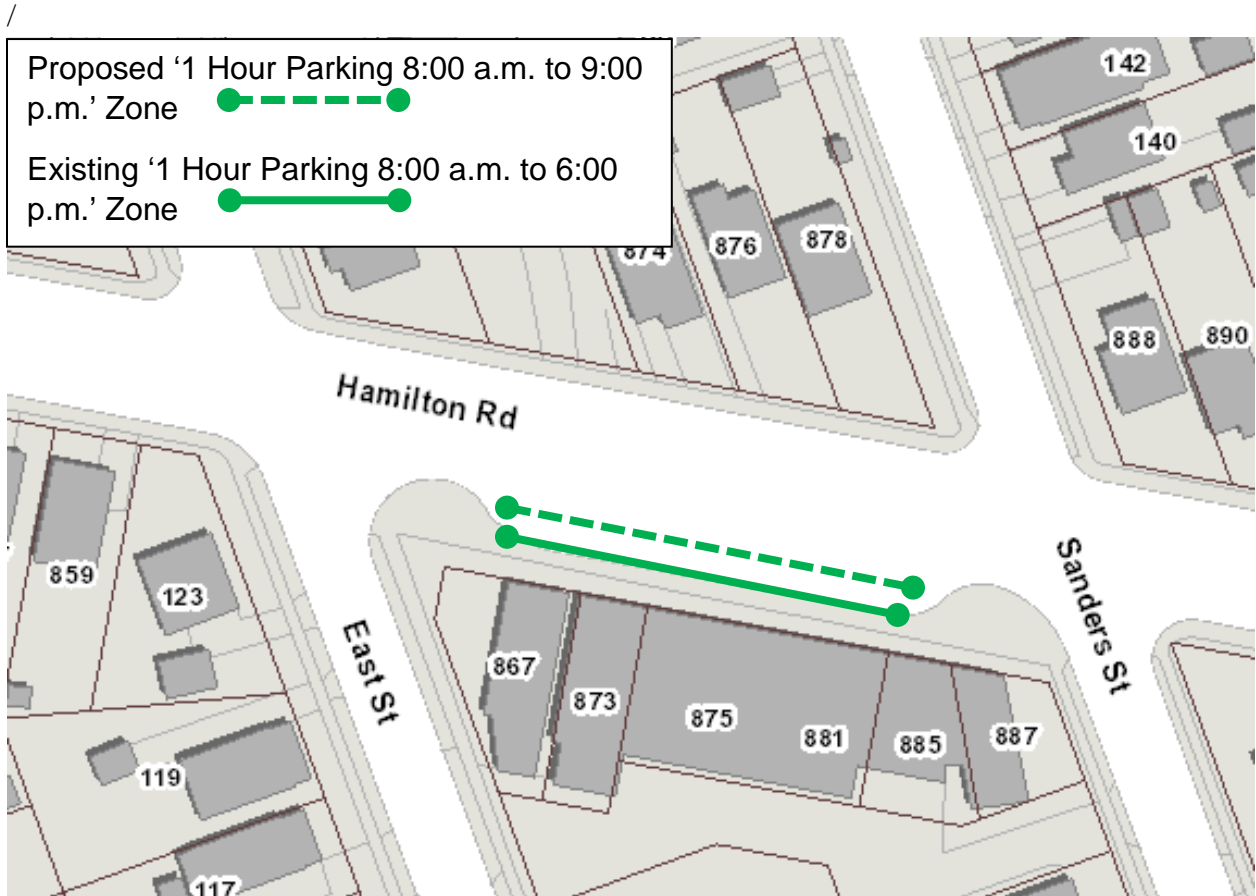 /
Proposed ‘1 Hour Parking 8:00 a.m. to 9:00
p.m.’ Zone
Existing ‘1 Hour Parking 8:00 a.m. to 6:00
p.m.’ Zone
142
140
874
876
878
888
890
Hamilton Rd
859
123
East St
Sanders St
867
873
875
881
885
887
119
117